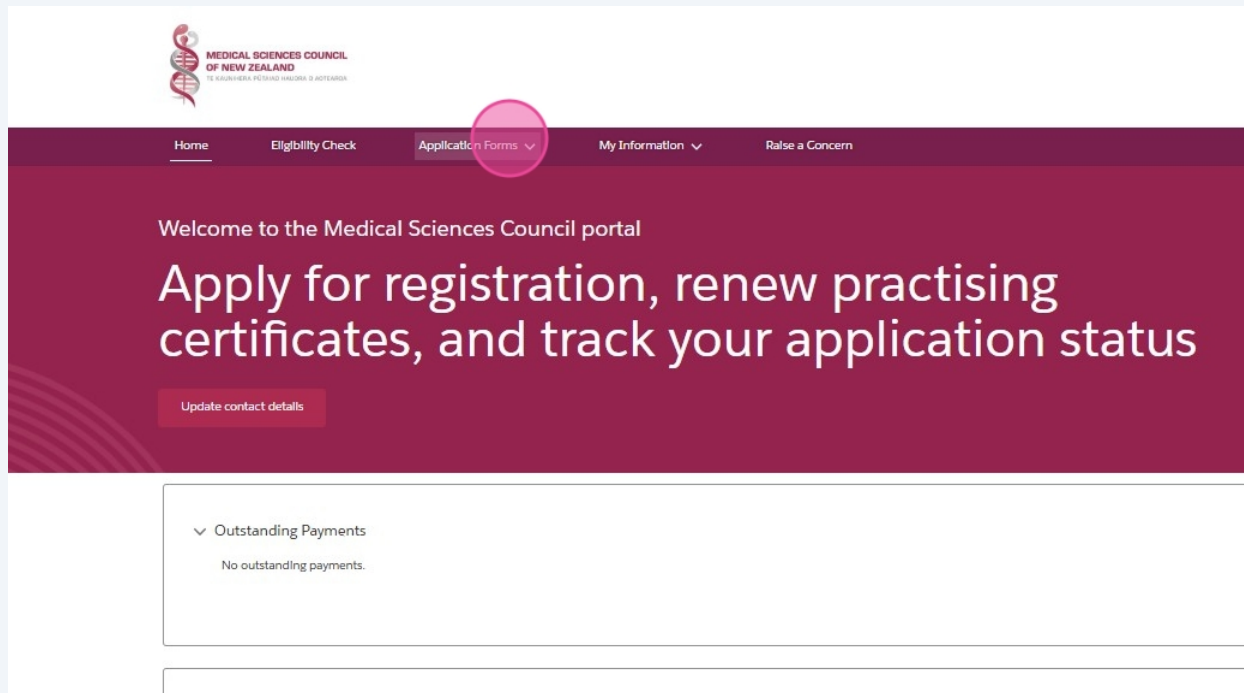 MEDICAL SCIENCES COUNCIL
OF NEW ZEALAND
Home
Eligibility Check
Application Forms
My Information
Raise a Concern
Welcome to the Medical Sciences Council portal
Apply for registration, renew practising
certificates, and track your application status
Update contact details
Outstanding Payments
No outstanding payments.